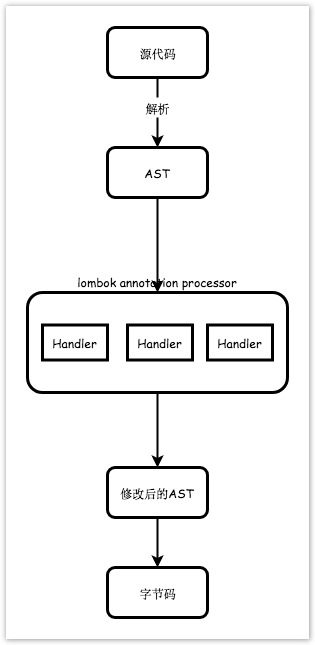 源代码
解析
AST
lombok annotation processor
Handler Handler Handler
修改后的AST
字节码